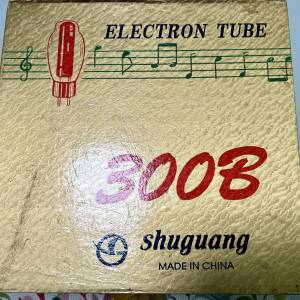 ELECTRON TUBE
300B
shuguang
MADE IN CHINA